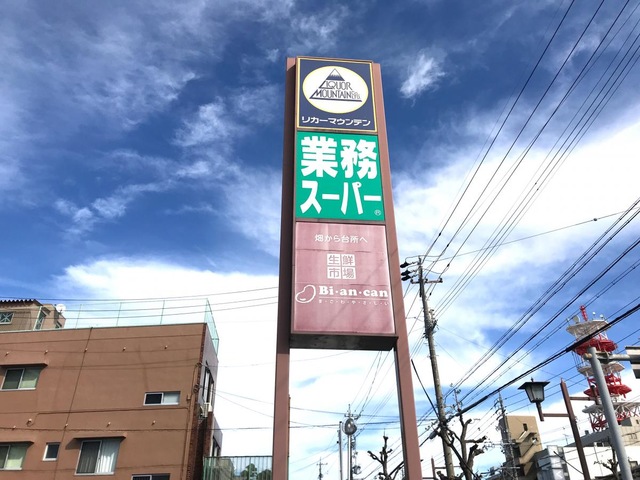 LIQUOR
MOUNTAIN
リカーマウンテン
業務
スーパー
畑から台所へ
生鮮
市場
Bi·an·can